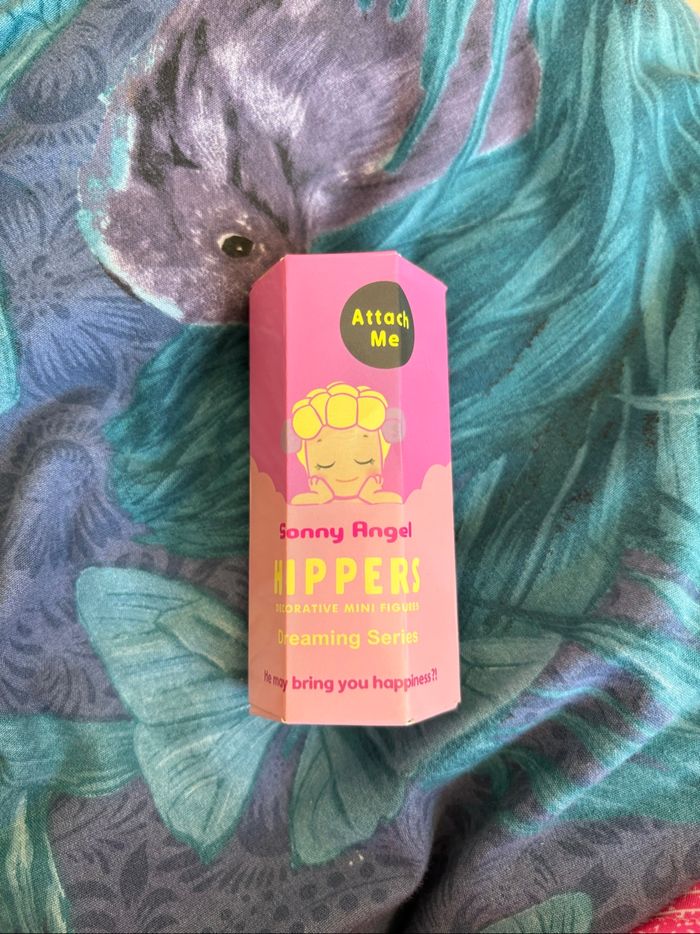 Attach
Me
Sonny Angel
HIPPERS
DECORATIVE MINI FIGURES
Dreaming Series
He may bring you happiness?!